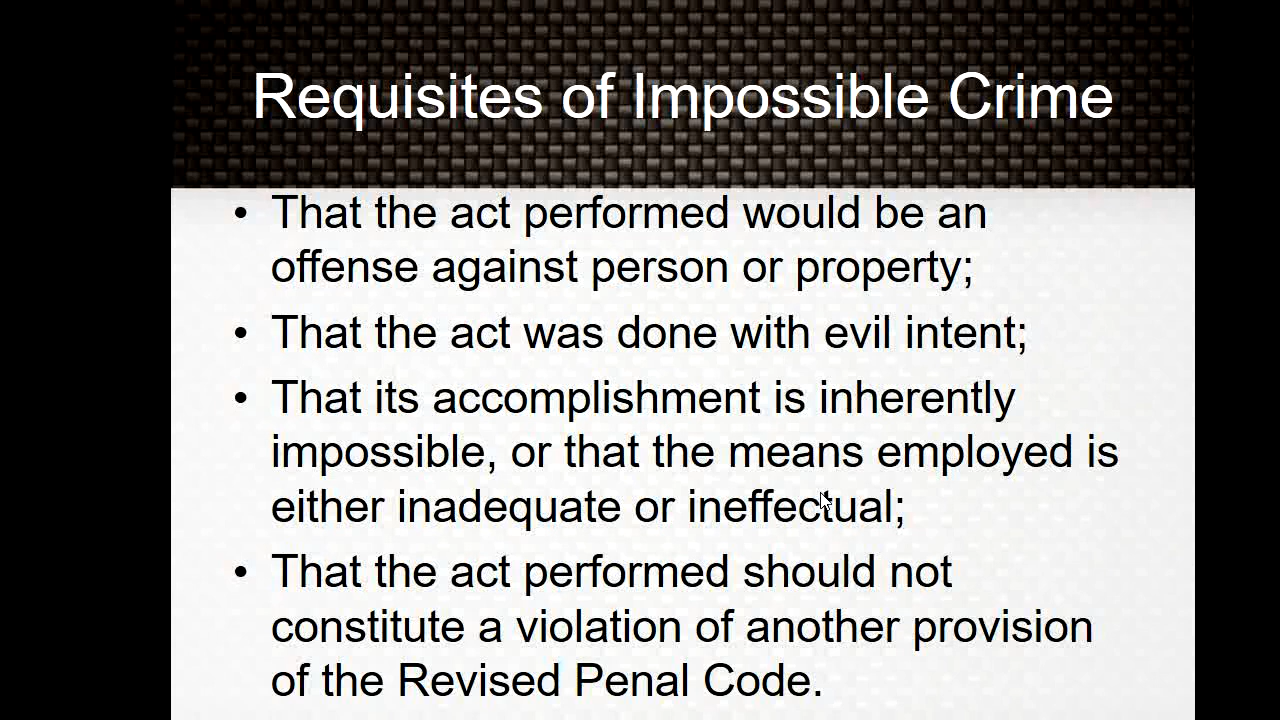 Requisites of Impossible Crime
• That the act performed would be an
offense against person or property;
• That the act was done with evil intent;
• That its accomplishment is inherently
impossible, or that the means employed is
either inadequate or ineffectual;
• That the act performed should not
constitute a violation of another provision
of the Revised Penal Code.